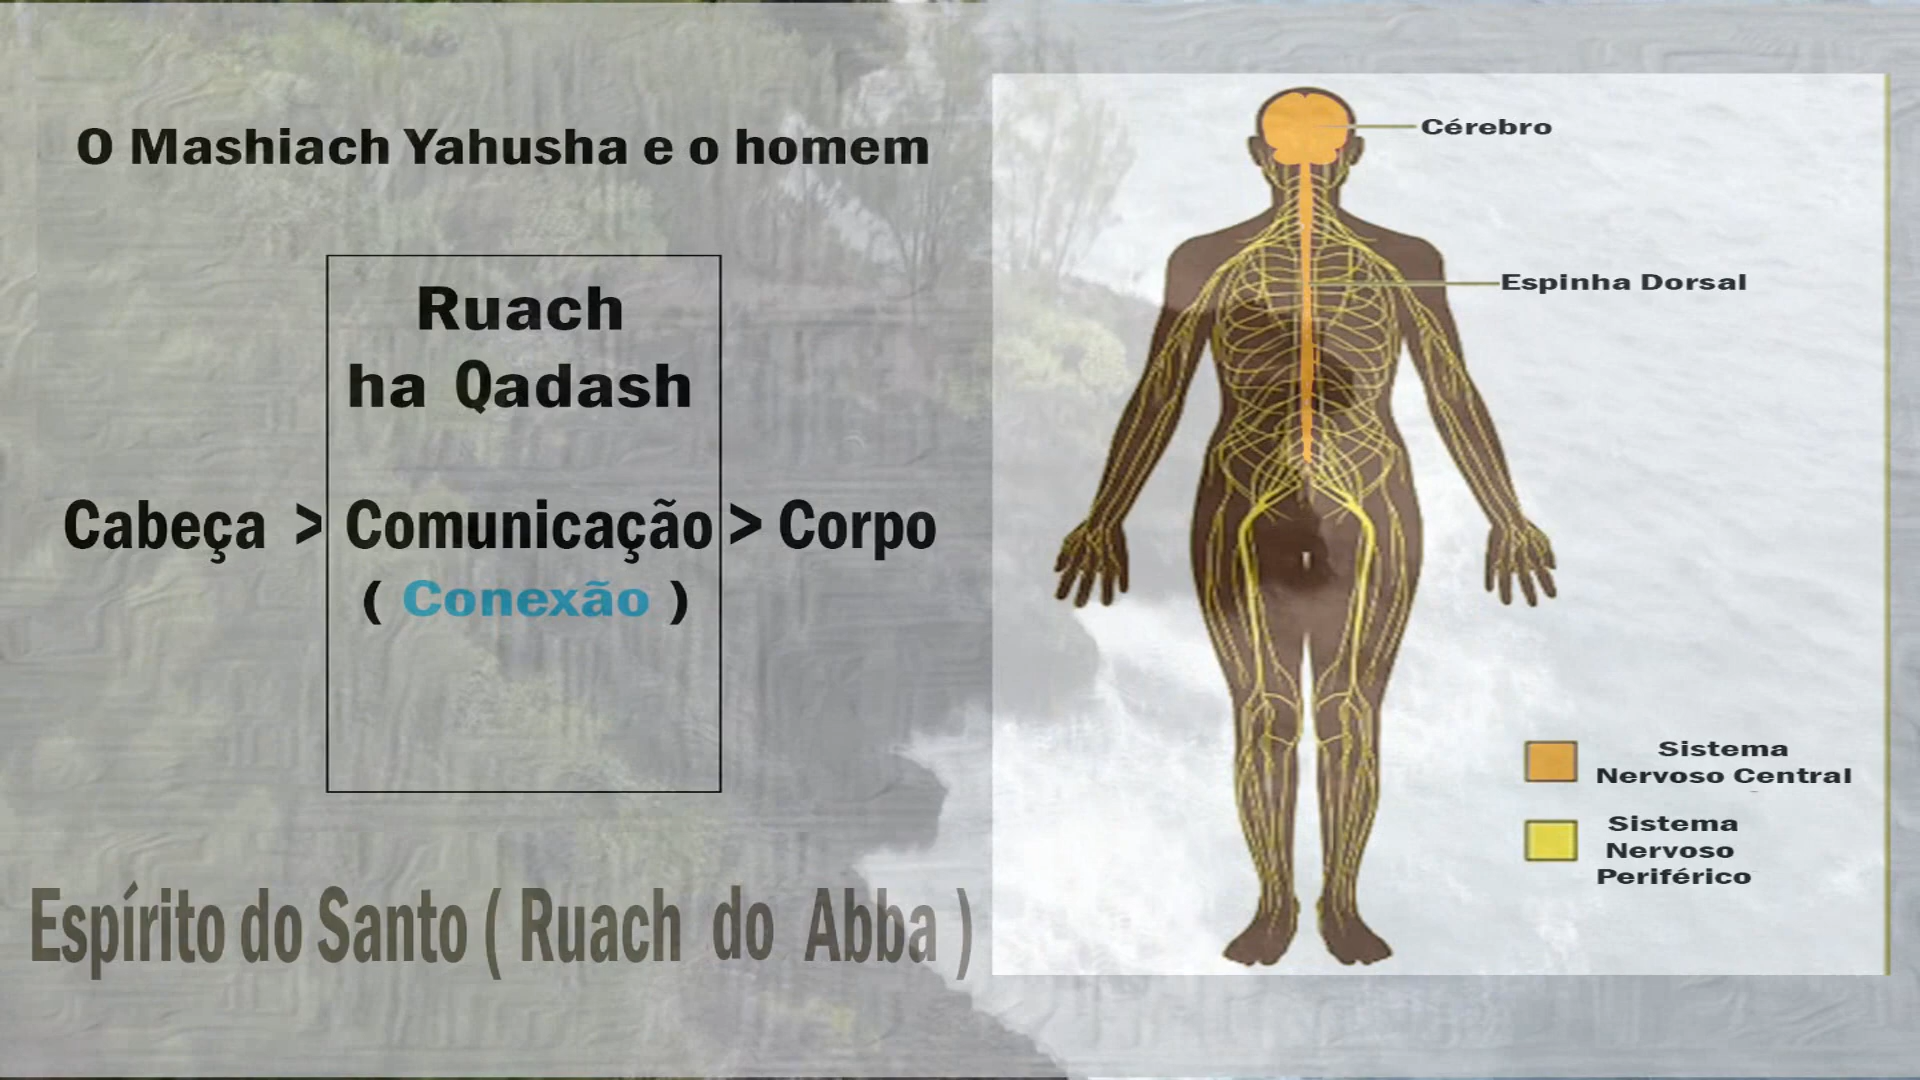 O Mashiach Yahusha e o homem
Ruach
ha Qadash
Cabeça > Comunicação > Corpo
( Conexão )
Espírito do Santo ( Ruach do Abba )
Cérebro
Espinha Dorsal
Sistema
Nervoso Central
Sistema
Nervoso
Periférico